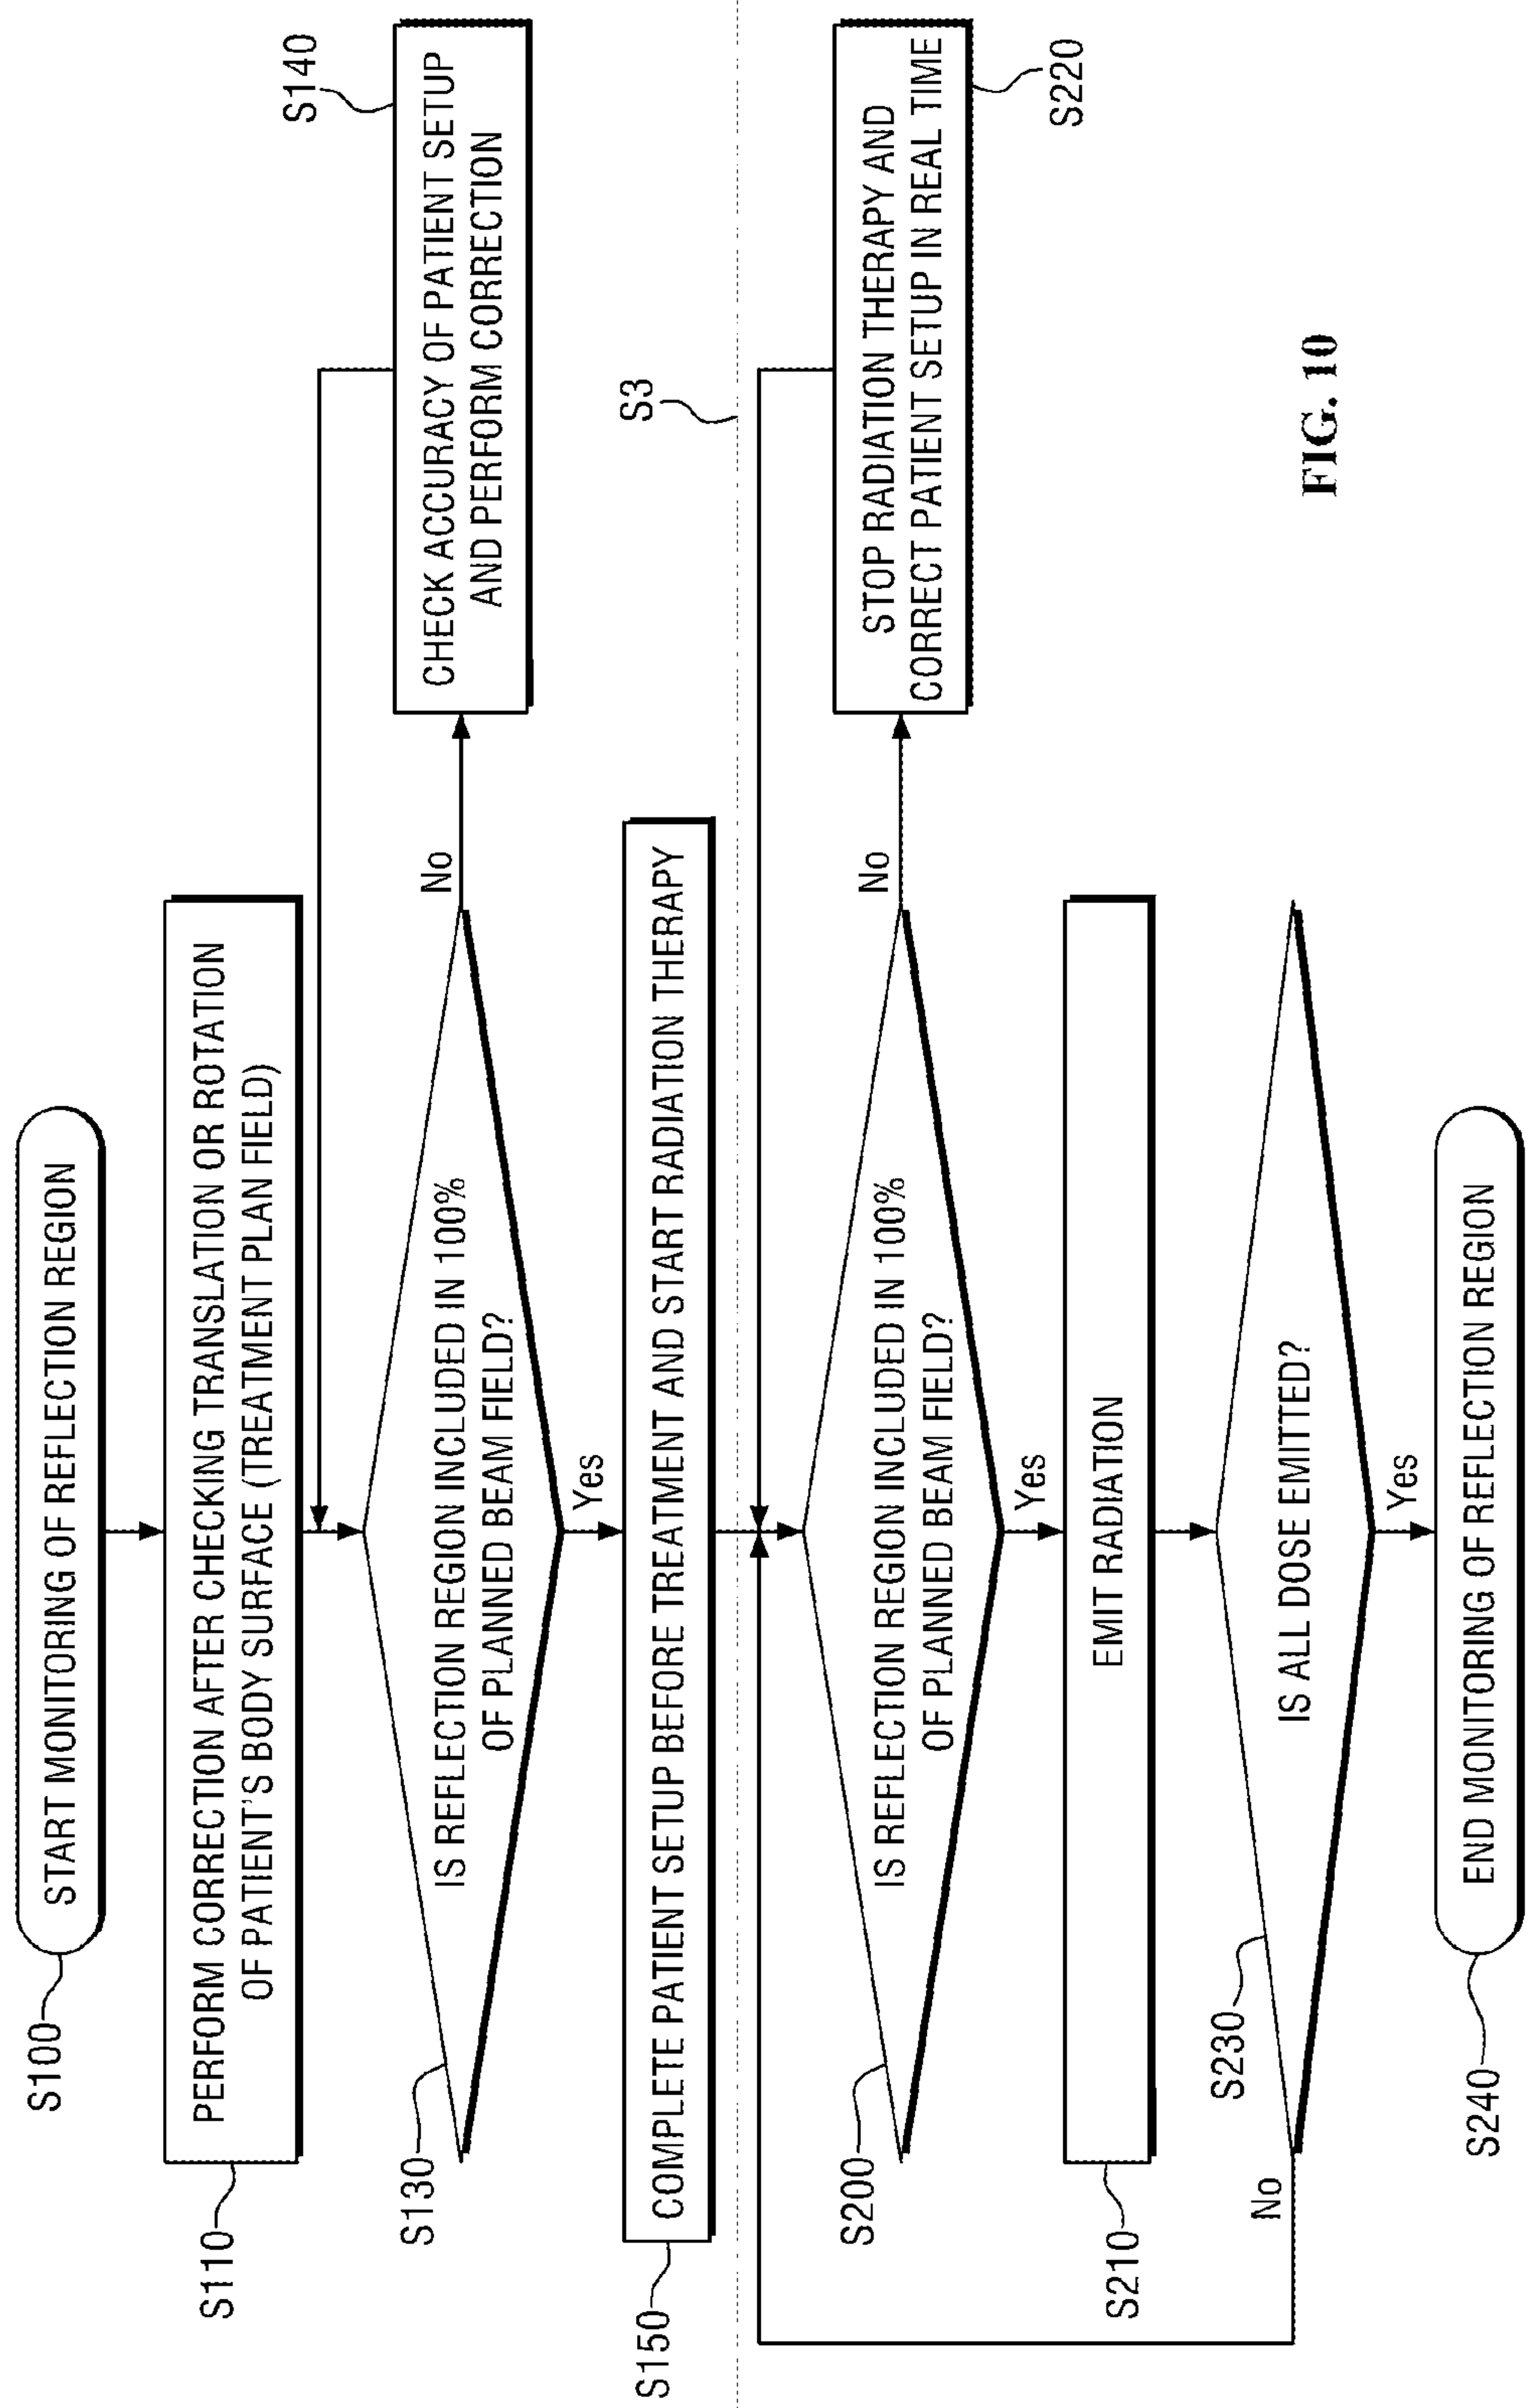 S100
START MONITORING OF REFLECTION REGION
S110
PERFORM CORRECTION AFTER CHECKING TRANSLATION OR ROTATION
OF PATIENT'S BODY SURFACE (TREATMENT PLAN FIELD)
S130
IS REFLECTION REGION INCLUDED IN 100%
OF PLANNED BEAM FIELD?
No
S140
CHECK ACCURACY OF PATIENT SETUP
AND PERFORM CORRECTION
Yes
S150
COMPLETE PATIENT SETUP BEFORE TREATMENT AND START RADIATION THERAPY
S3
S200
IS REFLECTION REGION INCLUDED IN 100%
OF PLANNED BEAM FIELD?
No
STOP RADIATION THERAPY AND
CORRECT PATIENT SETUP IN REAL TIME
S220
Yes
S210
EMIT RADIATION
S230
IS ALL DOSE EMITTED?
No
Yes
S240
END MONITORING OF REFLECTION REGION
FIG. 10